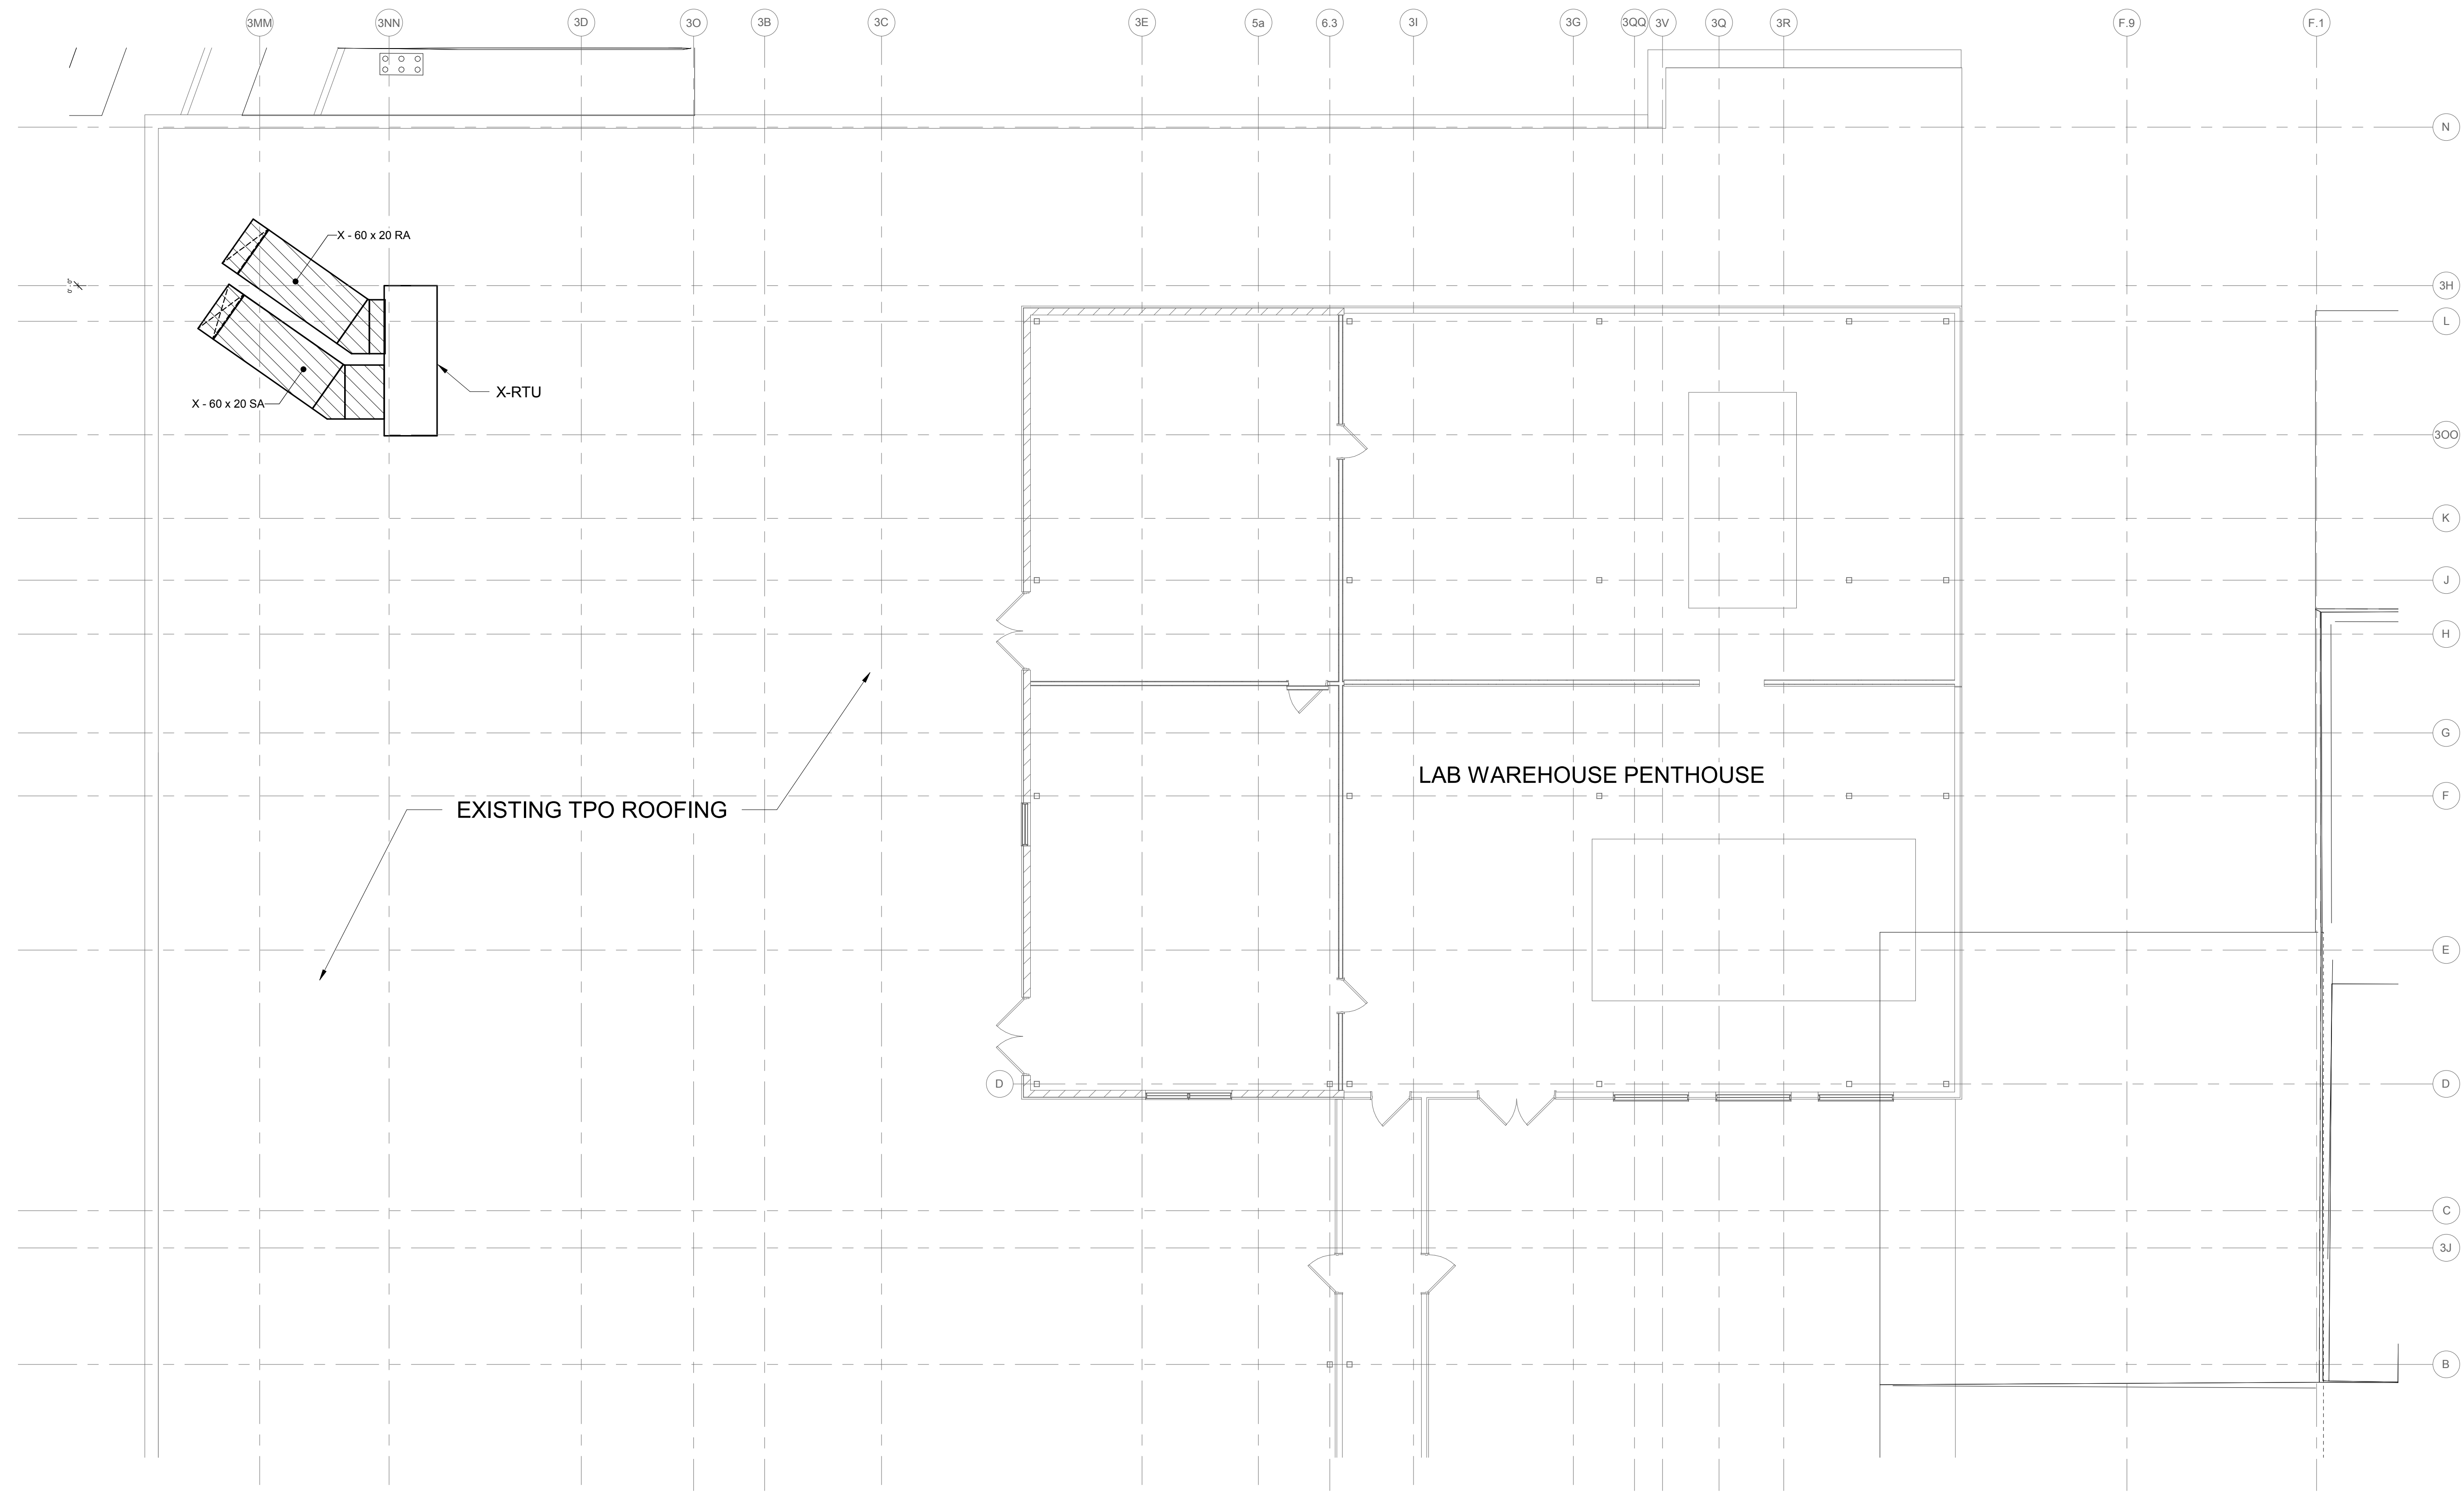 3MM 3NN 3D 3O 3B 3C 3E 5a 6.3 3I 3G 3QQ 3V 3Q 3R F.9 F.1
N
X - 60 x 20 RA
3H
L
X-RTU
X - 60 x 20 SA
3OO
K
J
H
G
LAB WAREHOUSE PENTHOUSE
F
EXISTING TPO ROOFING
E
D D
C
3J
B